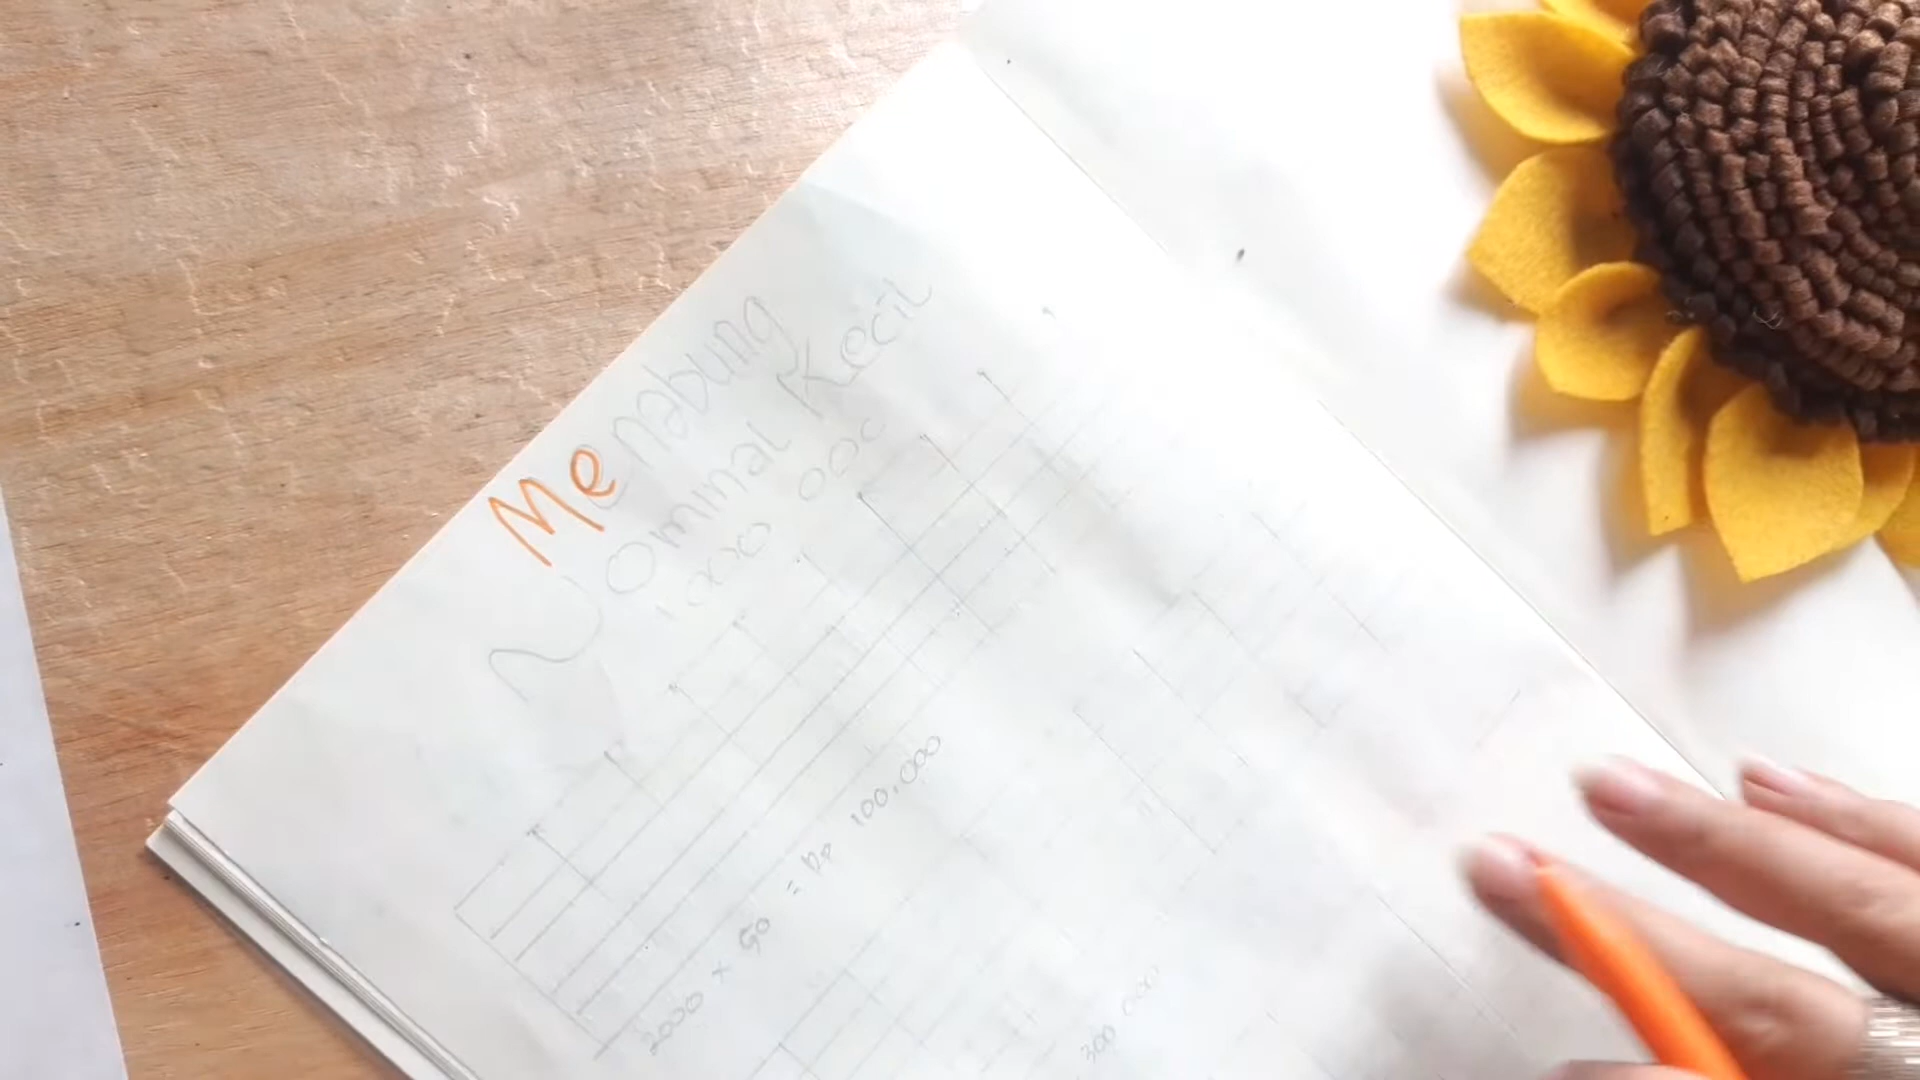 Menabung
Nominal Kecil
1.000.000
2000 x 50 = Rp 100.000
300.000